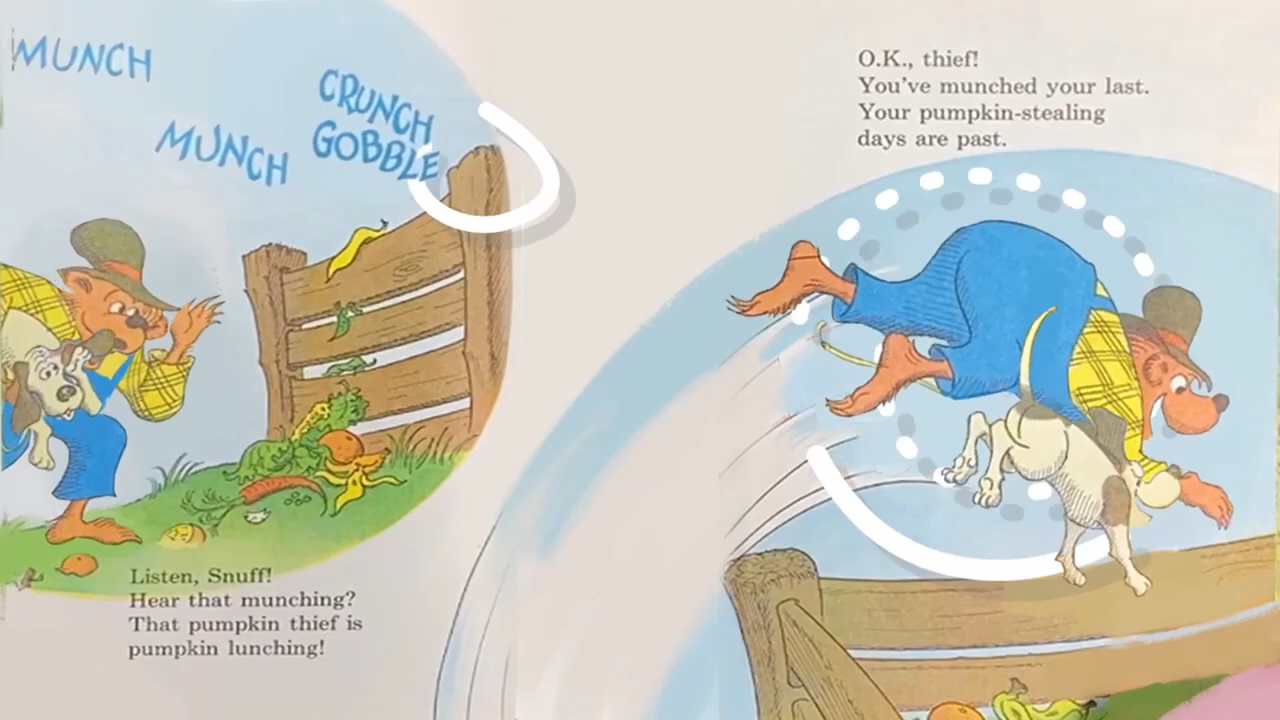 MUNCH
MUNCH
CRUNCH
GOBBLE
Listen, Snuff!
Hear that munching?
That pumpkin thief is
pumpkin lunching!
O.K., thief!
You've munched your last.
Your pumpkin-stealing
days are past.